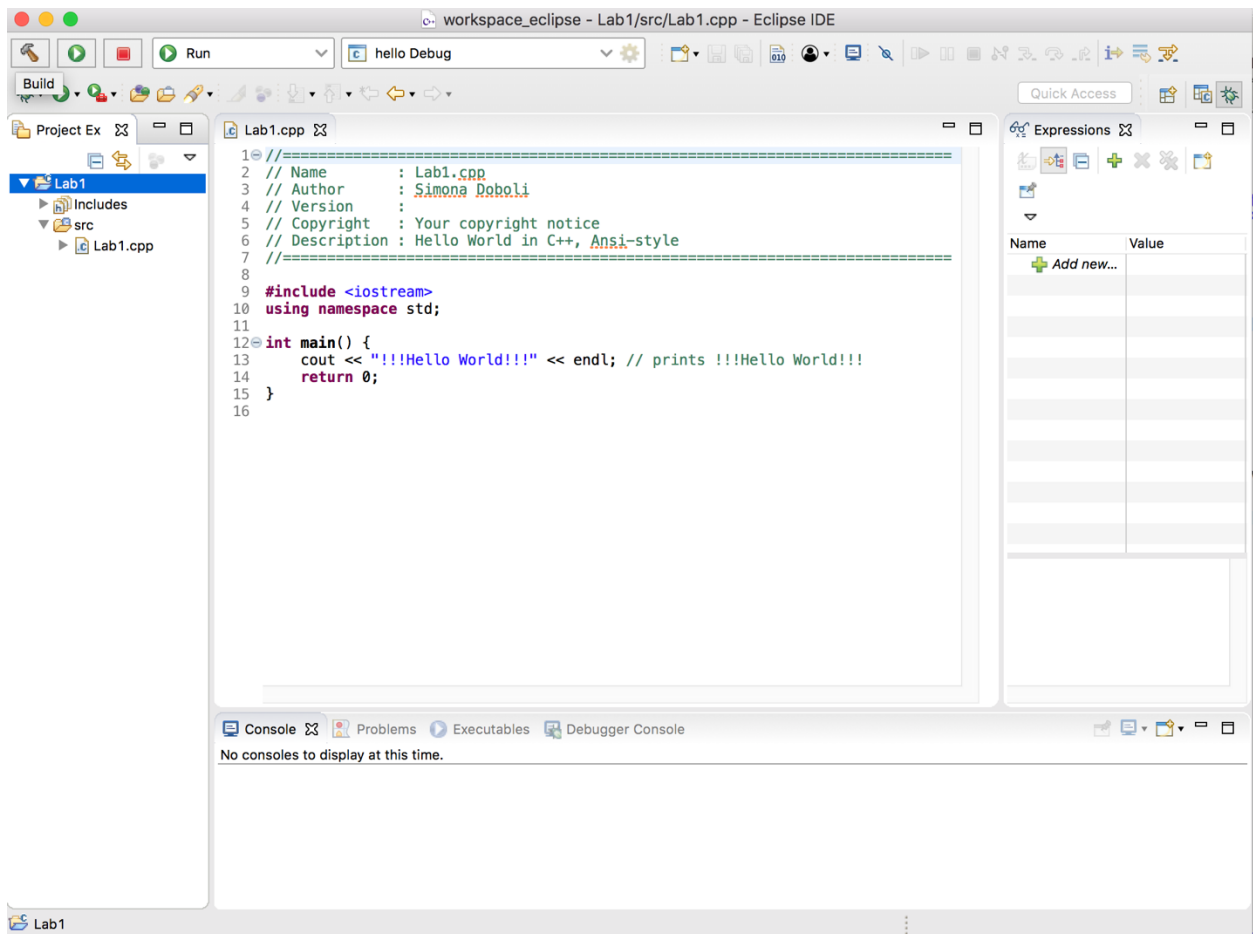 workspace_eclipse - Lab1/src/Lab1.cpp - Eclipse IDE
Run
hello Debug
Build
Quick Access
Project Ex
Lab1
Includes
src
Lab1.cpp
Lab1.cpp
1 //===========================================================================
2 // Name        : Lab1.cpp
3 // Author      : Simona Doboli
4 // Version     :
5 // Copyright   : Your copyright notice
6 // Description : Hello World in C++, Ansi-style
7 //===========================================================================
8
9 #include <iostream>
10 using namespace std;
11
12 int main() {
13     cout << "!!!Hello World!!!" << endl; // prints !!!Hello World!!!
14     return 0;
15 }
16
Expressions
Name Value
Add new...
Console Problems Executables Debugger Console
No consoles to display at this time.
Lab1